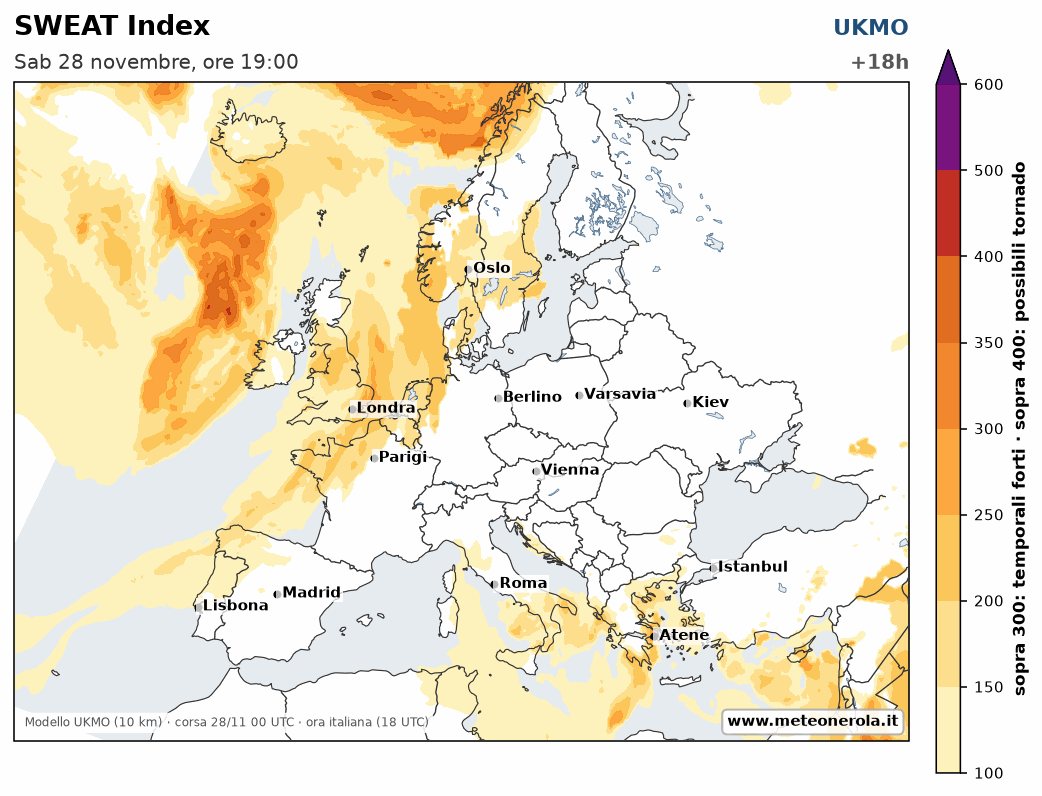 SWEAT Index
UKMO
Sab 28 novembre, ore 19:00
+18h
Oslo
Londra
Berlino
Varsavia
Kiev
Parigi
Vienna
Istanbul
Roma
Madrid
Lisbona
Atene
Modello UKMO (10 km) · corsa 28/11 00 UTC · ora italiana (18 UTC)
www.meteonerola.it
600
500
400
350
300
250
200
150
100
sopra 300: temporali forti · sopra 400: possibili tornado